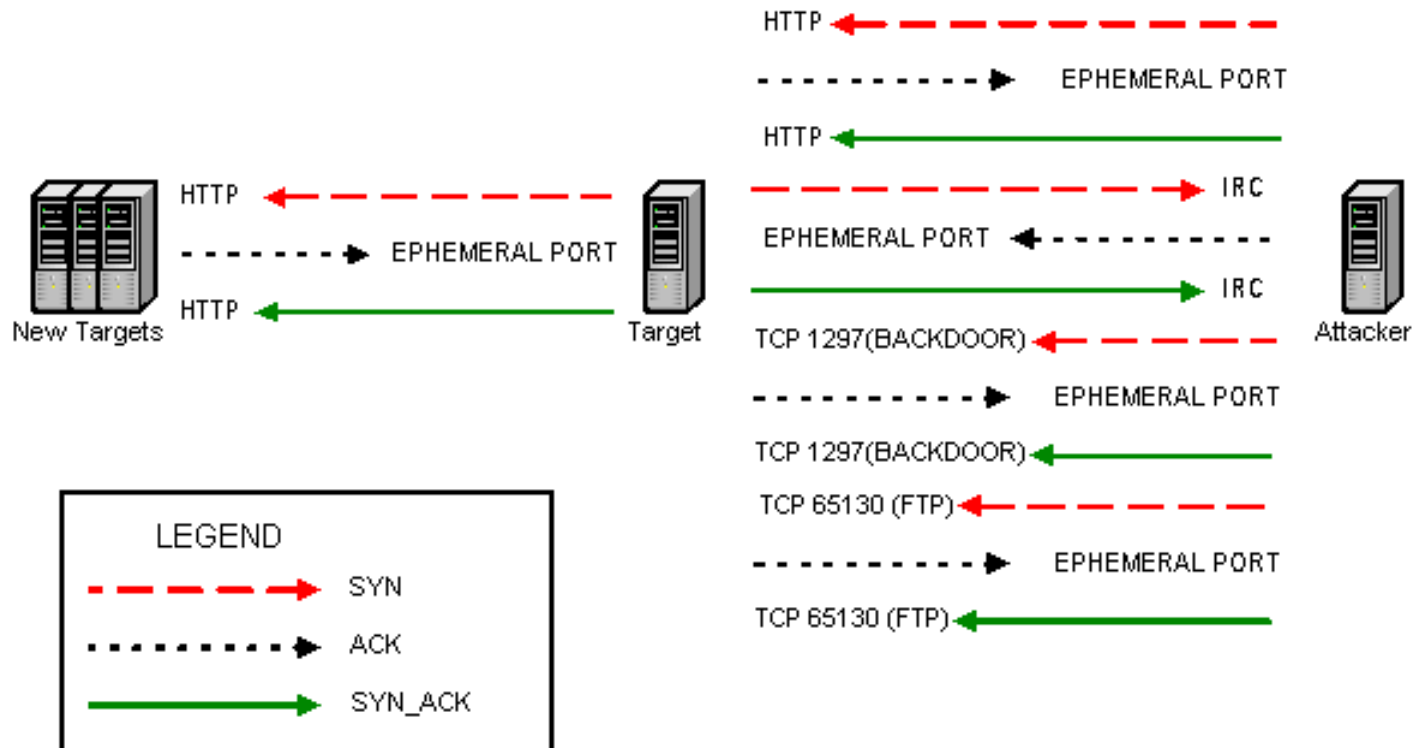 HTTP
EPHEMERAL PORT
HTTP
HTTP
EPHEMERAL PORT
HTTP
New Targets
Target
IRC
EPHEMERAL PORT
IRC
Attacker
TCP 1297(BACKDOOR)
EPHEMERAL PORT
TCP 1297(BACKDOOR)
TCP 65130 (FTP)
EPHEMERAL PORT
TCP 65130 (FTP)
LEGEND
SYN
ACK
SYN_ACK